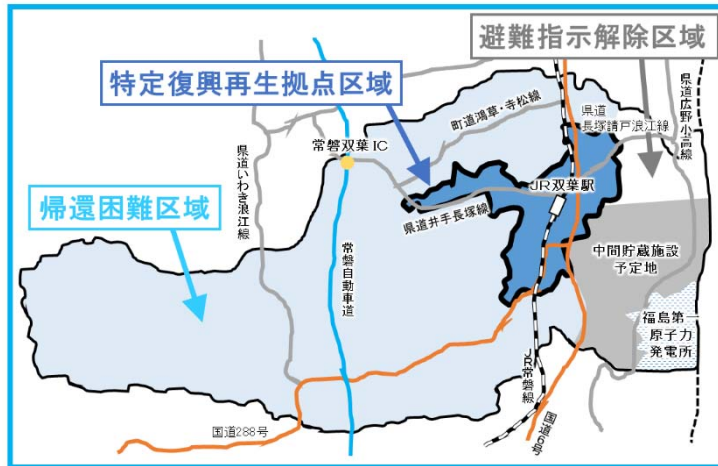 避難指示解除区域
特定復興再生拠点区域
県道広野小高線
町道鴻草・寺松線
県道
長塚請戸浪江線
常磐双葉IC
県道いわき浪江線
JR双葉駅
帰還困難区域
県道井手長塚線
中間貯蔵施設
予定地
常磐自動車道
福島第一
原子力
発電所
JR常磐線
国道6号
国道288号